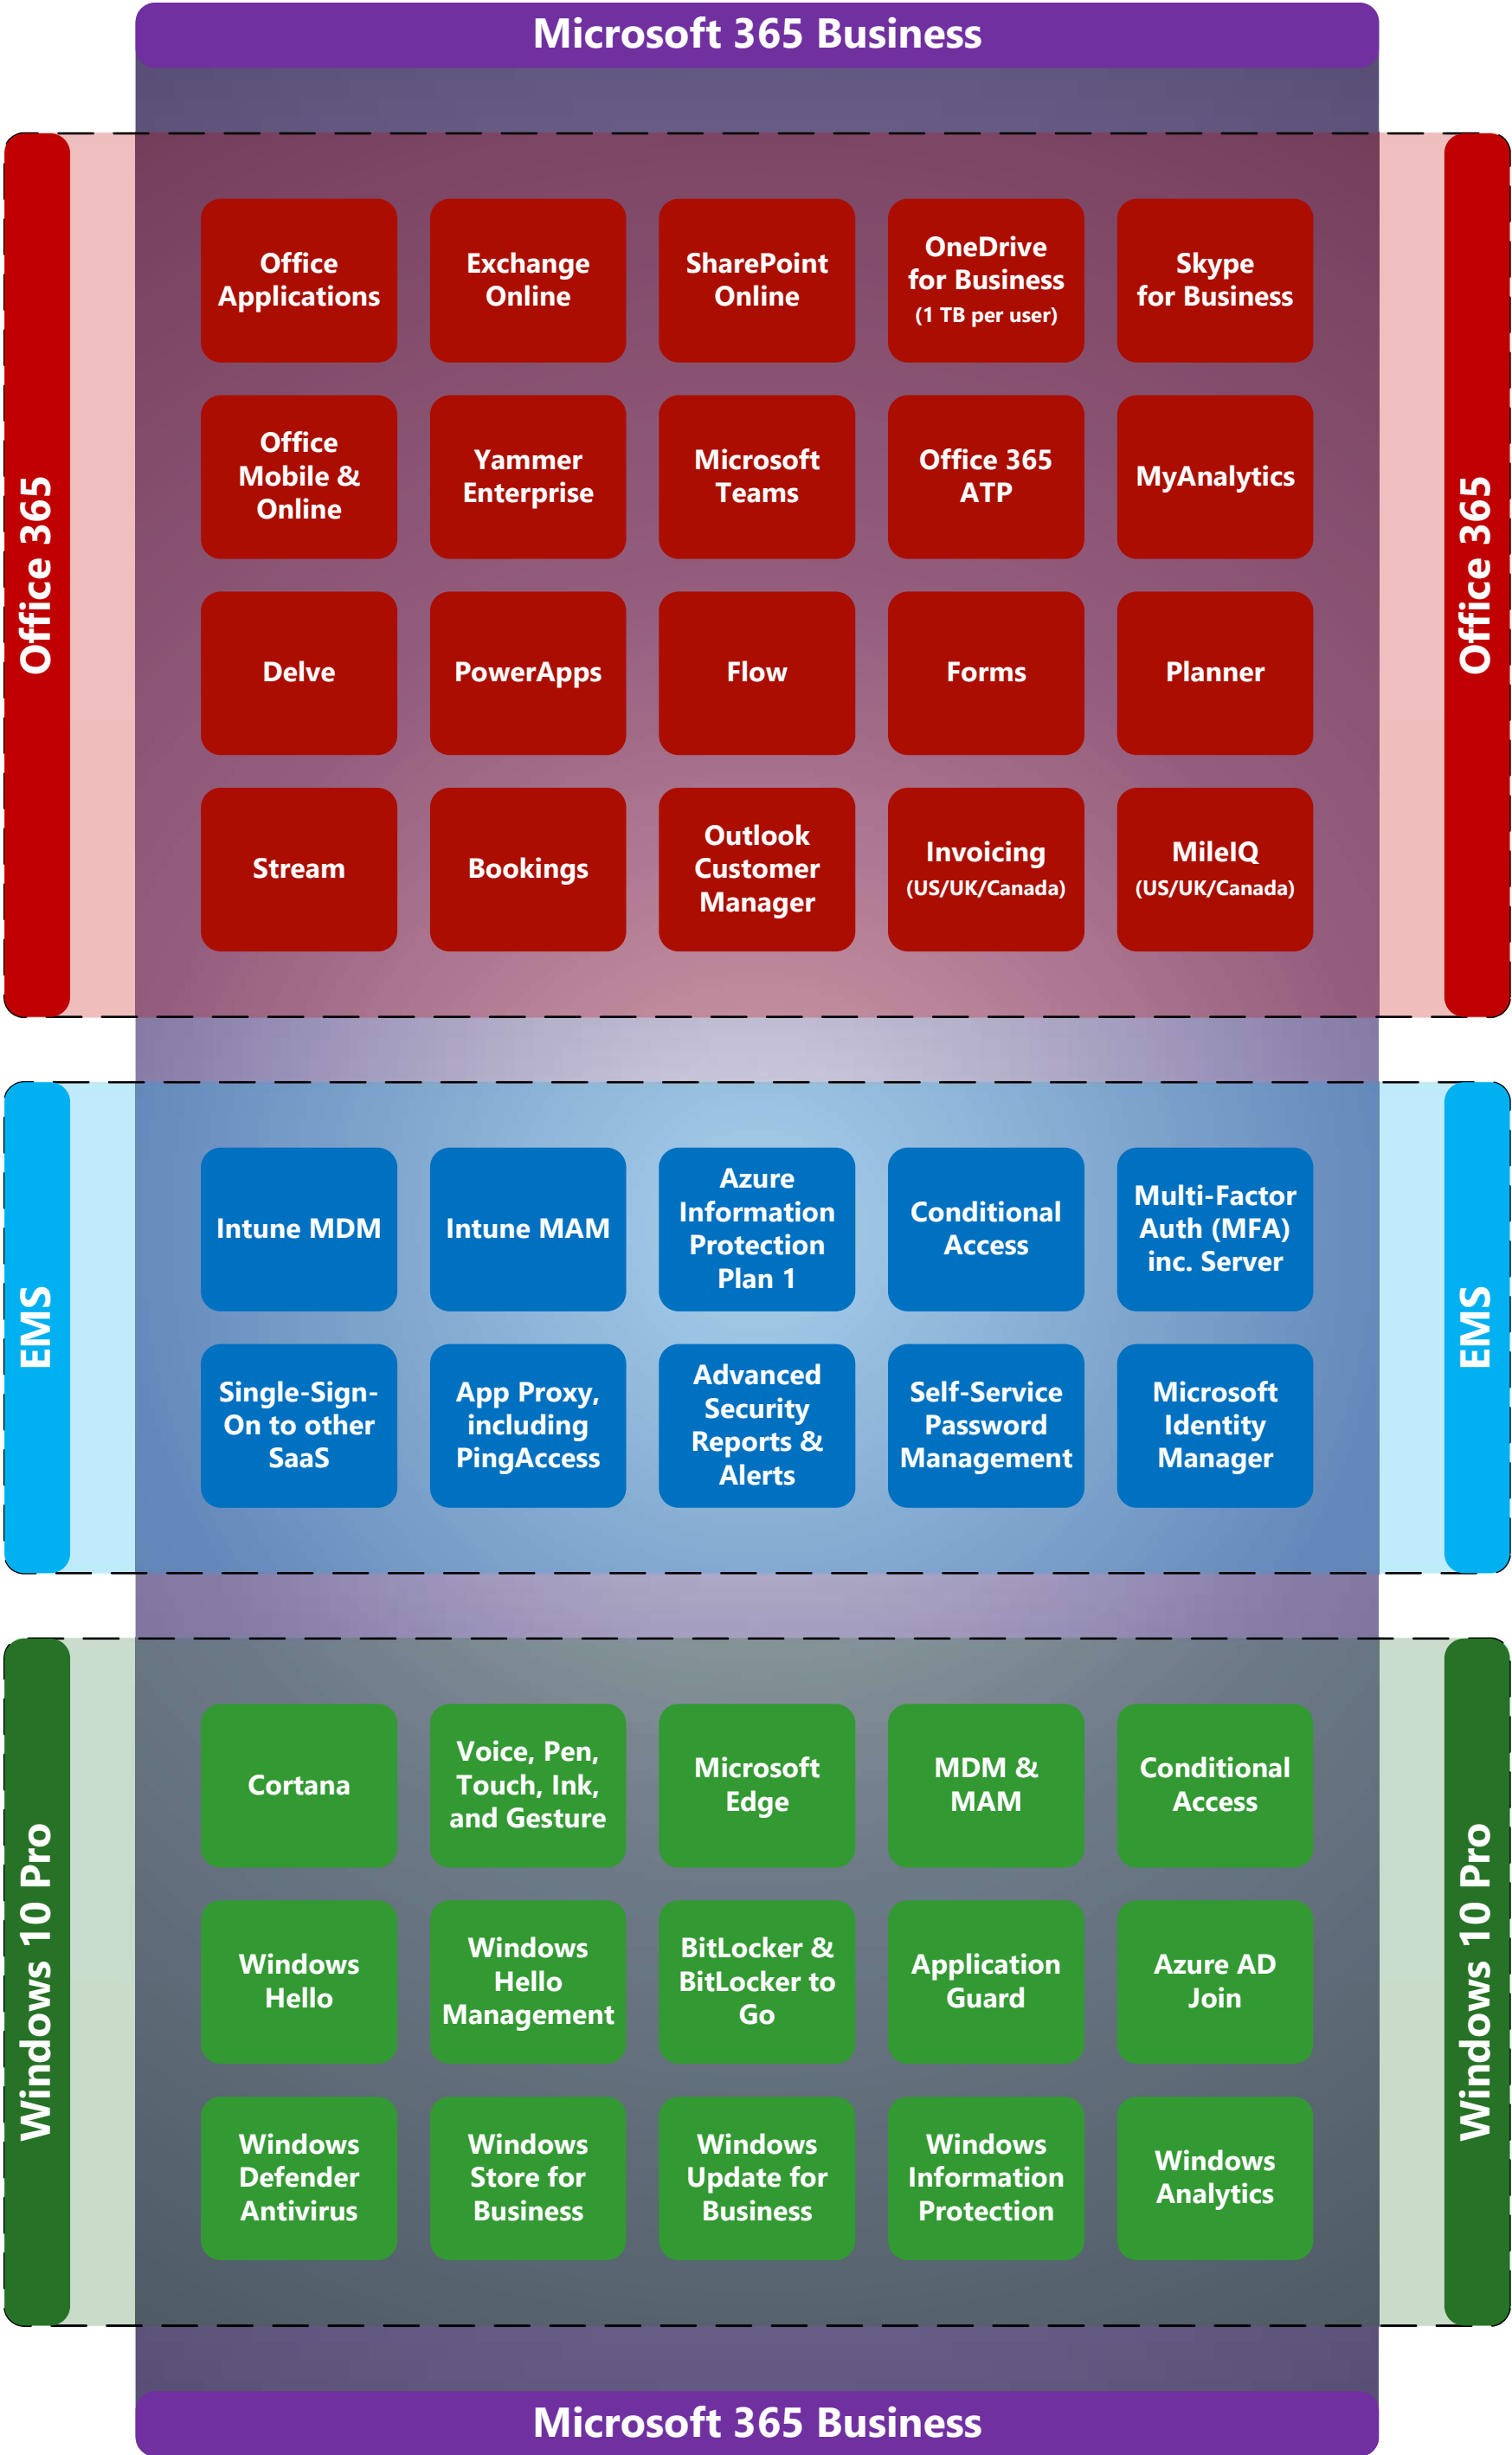 Microsoft 365 Business
Office 365
Office 365
Office
Applications
Exchange
Online
SharePoint
Online
OneDrive
for Business
(1 TB per user)
Skype
for Business
Office
Mobile &
Online
Yammer
Enterprise
Microsoft
Teams
Office 365
ATP
MyAnalytics
Delve
PowerApps
Flow
Forms
Planner
Stream
Bookings
Outlook
Customer
Manager
Invoicing
(US/UK/Canada)
MileIQ
(US/UK/Canada)
EMS
EMS
Intune MDM
Intune MAM
Azure
Information
Protection
Plan 1
Conditional
Access
Multi-Factor
Auth (MFA)
inc. Server
Single-Sign-
On to other
SaaS
App Proxy,
including
PingAccess
Advanced
Security
Reports &
Alerts
Self-Service
Password
Management
Microsoft
Identity
Manager
Windows 10 Pro
Windows 10 Pro
Cortana
Voice, Pen,
Touch, Ink,
and Gesture
Microsoft
Edge
MDM &
MAM
Conditional
Access
Windows
Hello
Windows
Hello
Management
BitLocker &
BitLocker to
Go
Application
Guard
Azure AD
Join
Windows
Defender
Antivirus
Windows
Store for
Business
Windows
Update for
Business
Windows
Information
Protection
Windows
Analytics
Microsoft 365 Business